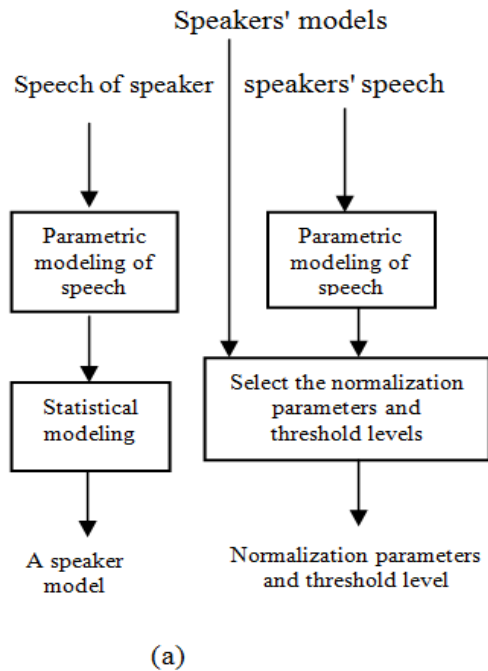 Speakers' models
Speech of speaker
speakers' speech
Parametric
modeling of
speech
Parametric
modeling of
speech
Statistical
modeling
Select the normalization
parameters and
threshold levels
A speaker
model
Normalization parameters
and threshold level
(a)